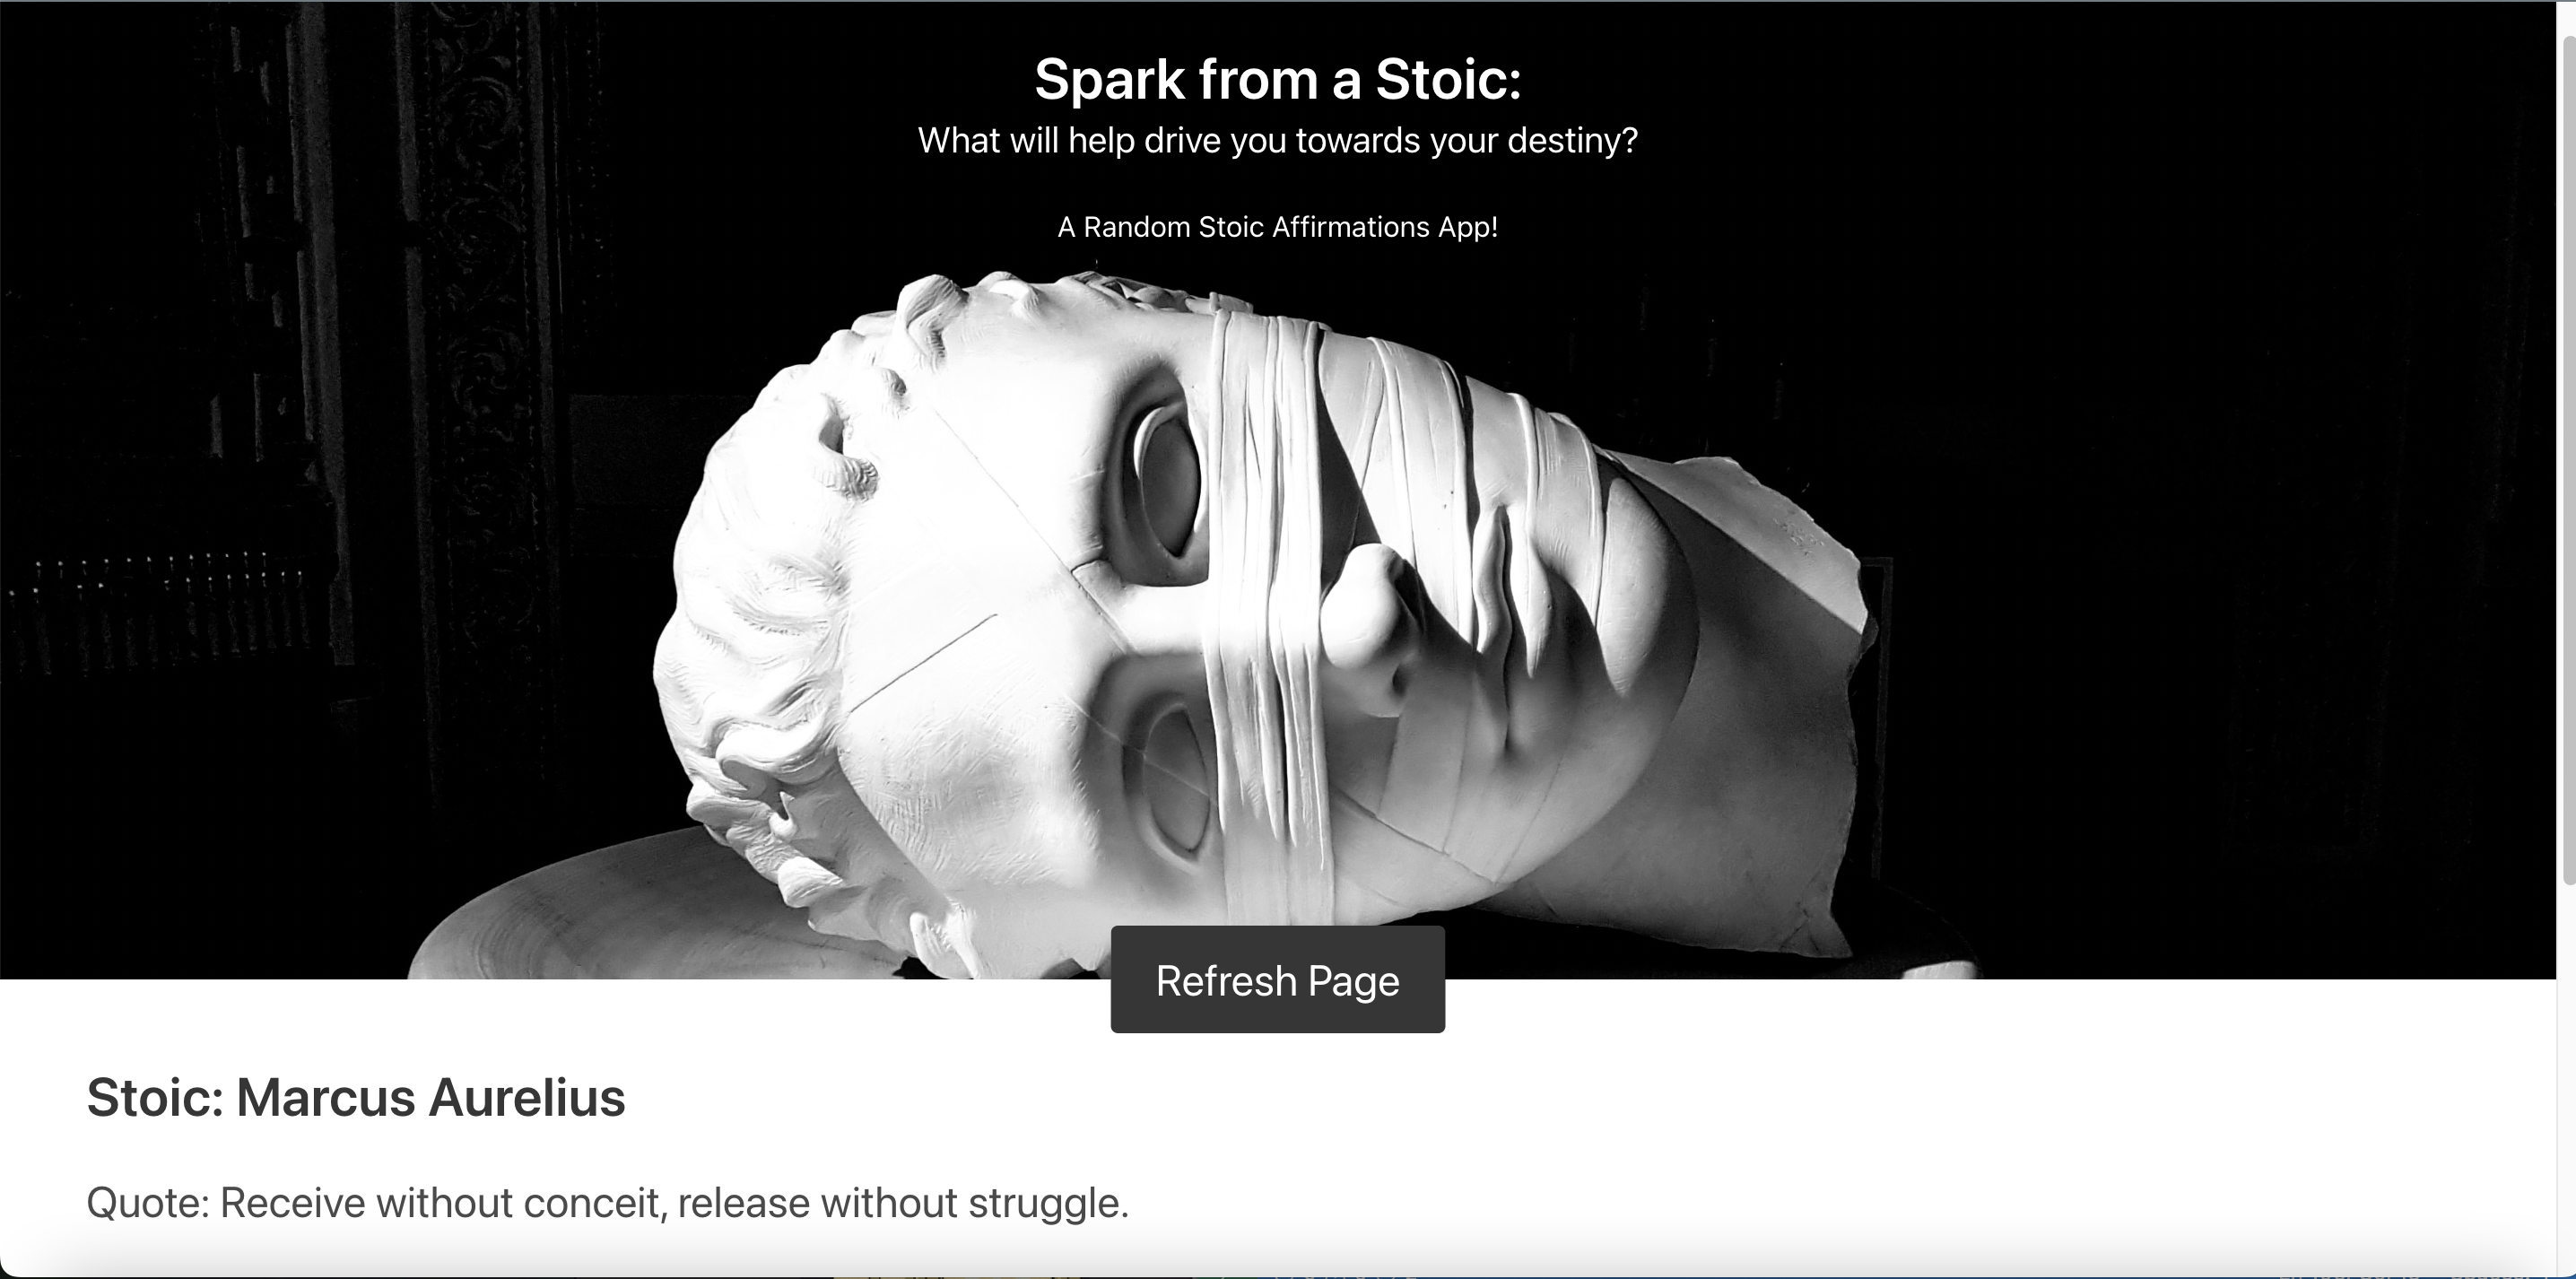 Spark from a Stoic:
What will help drive you towards your destiny?
A Random Stoic Affirmations App!
Refresh Page
Stoic: Marcus Aurelius
Quote: Receive without conceit, release without struggle.